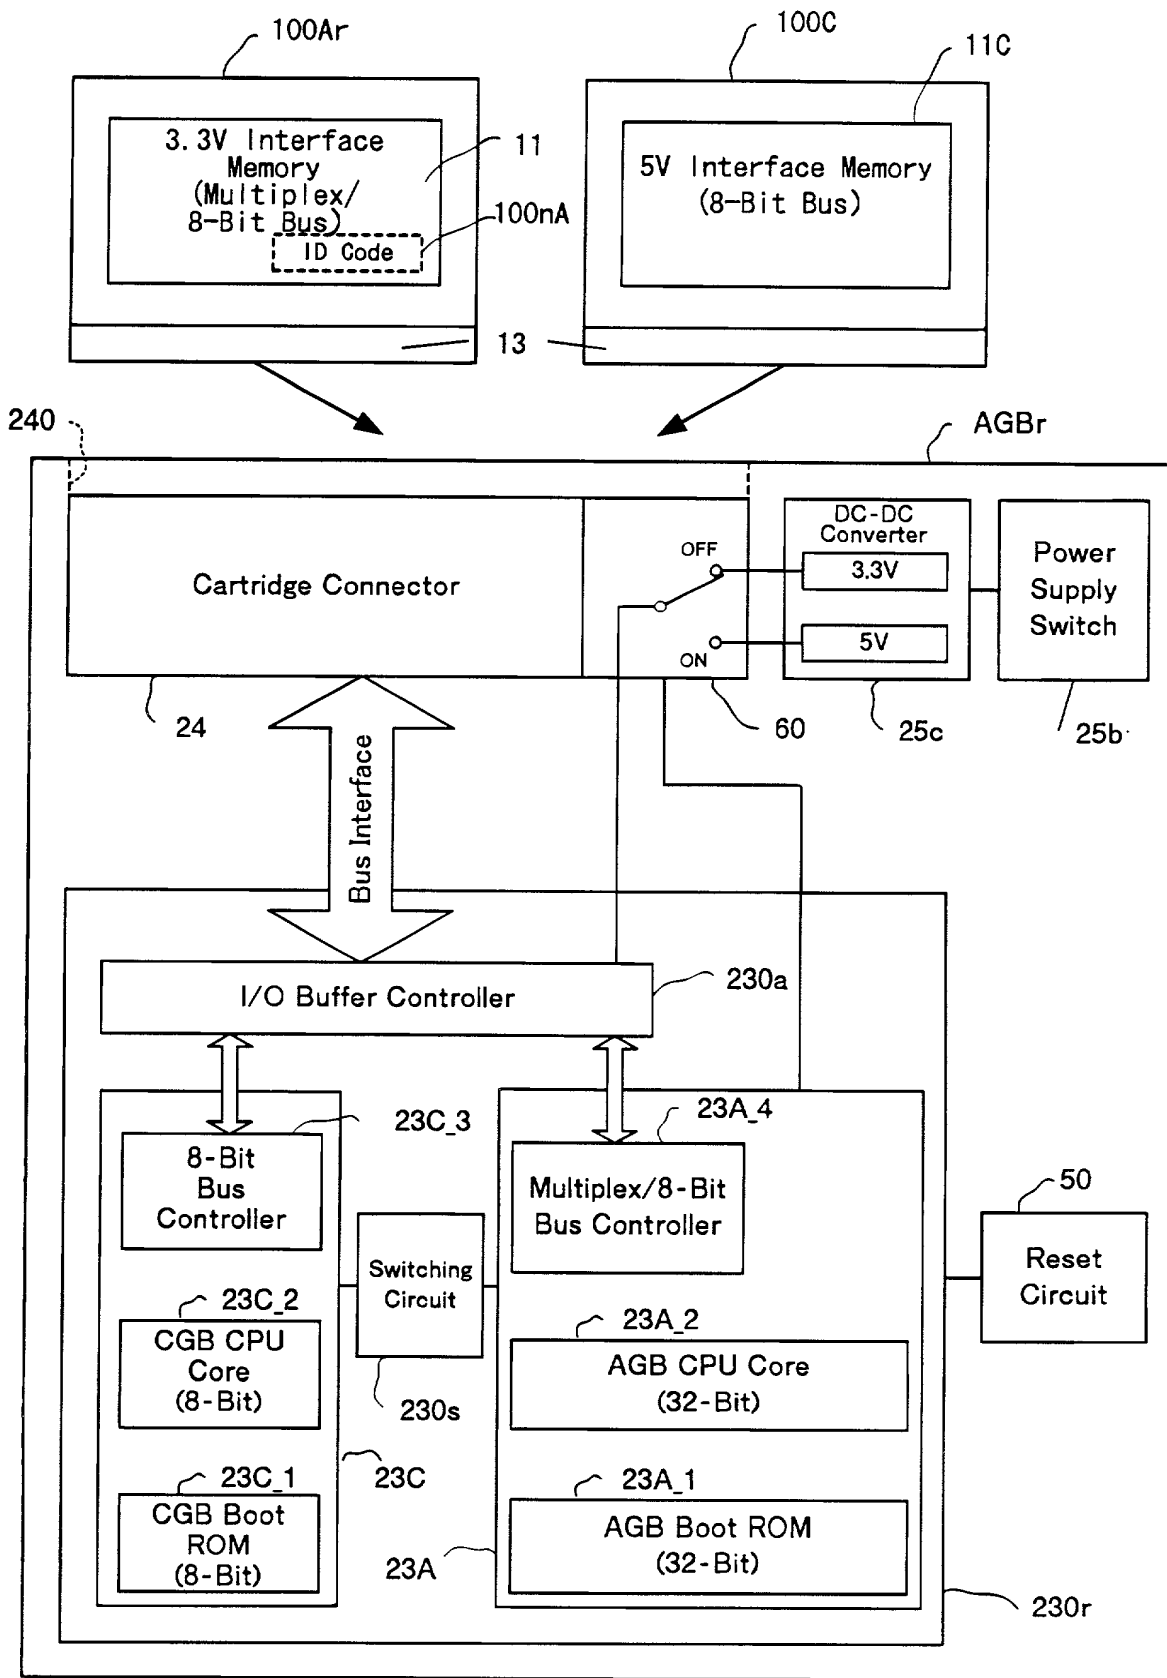 100Ar
100C
11C
3.3V Interface
Memory
(Multiplex/
8-Bit Bus)
11
100nA
ID Code
5V Interface Memory
(8-Bit Bus)
13
240
AGBr
Cartridge Connector
OFF
ON
DC-DC
Converter
3.3V
5V
Power
Supply
Switch
24
60
25c
25b
Bus Interface
I/O Buffer Controller
230a
23C_3
8-Bit
Bus
Controller
23A_4
Multiplex/8-Bit
Bus Controller
50
Reset
Circuit
Switching
Circuit
230s
23C_2
CGB CPU
Core
(8-Bit)
23A_2
AGB CPU Core
(32-Bit)
23C
23C_1
CGB Boot
ROM
(8-Bit)
23A_1
AGB Boot ROM
(32-Bit)
23A
230r